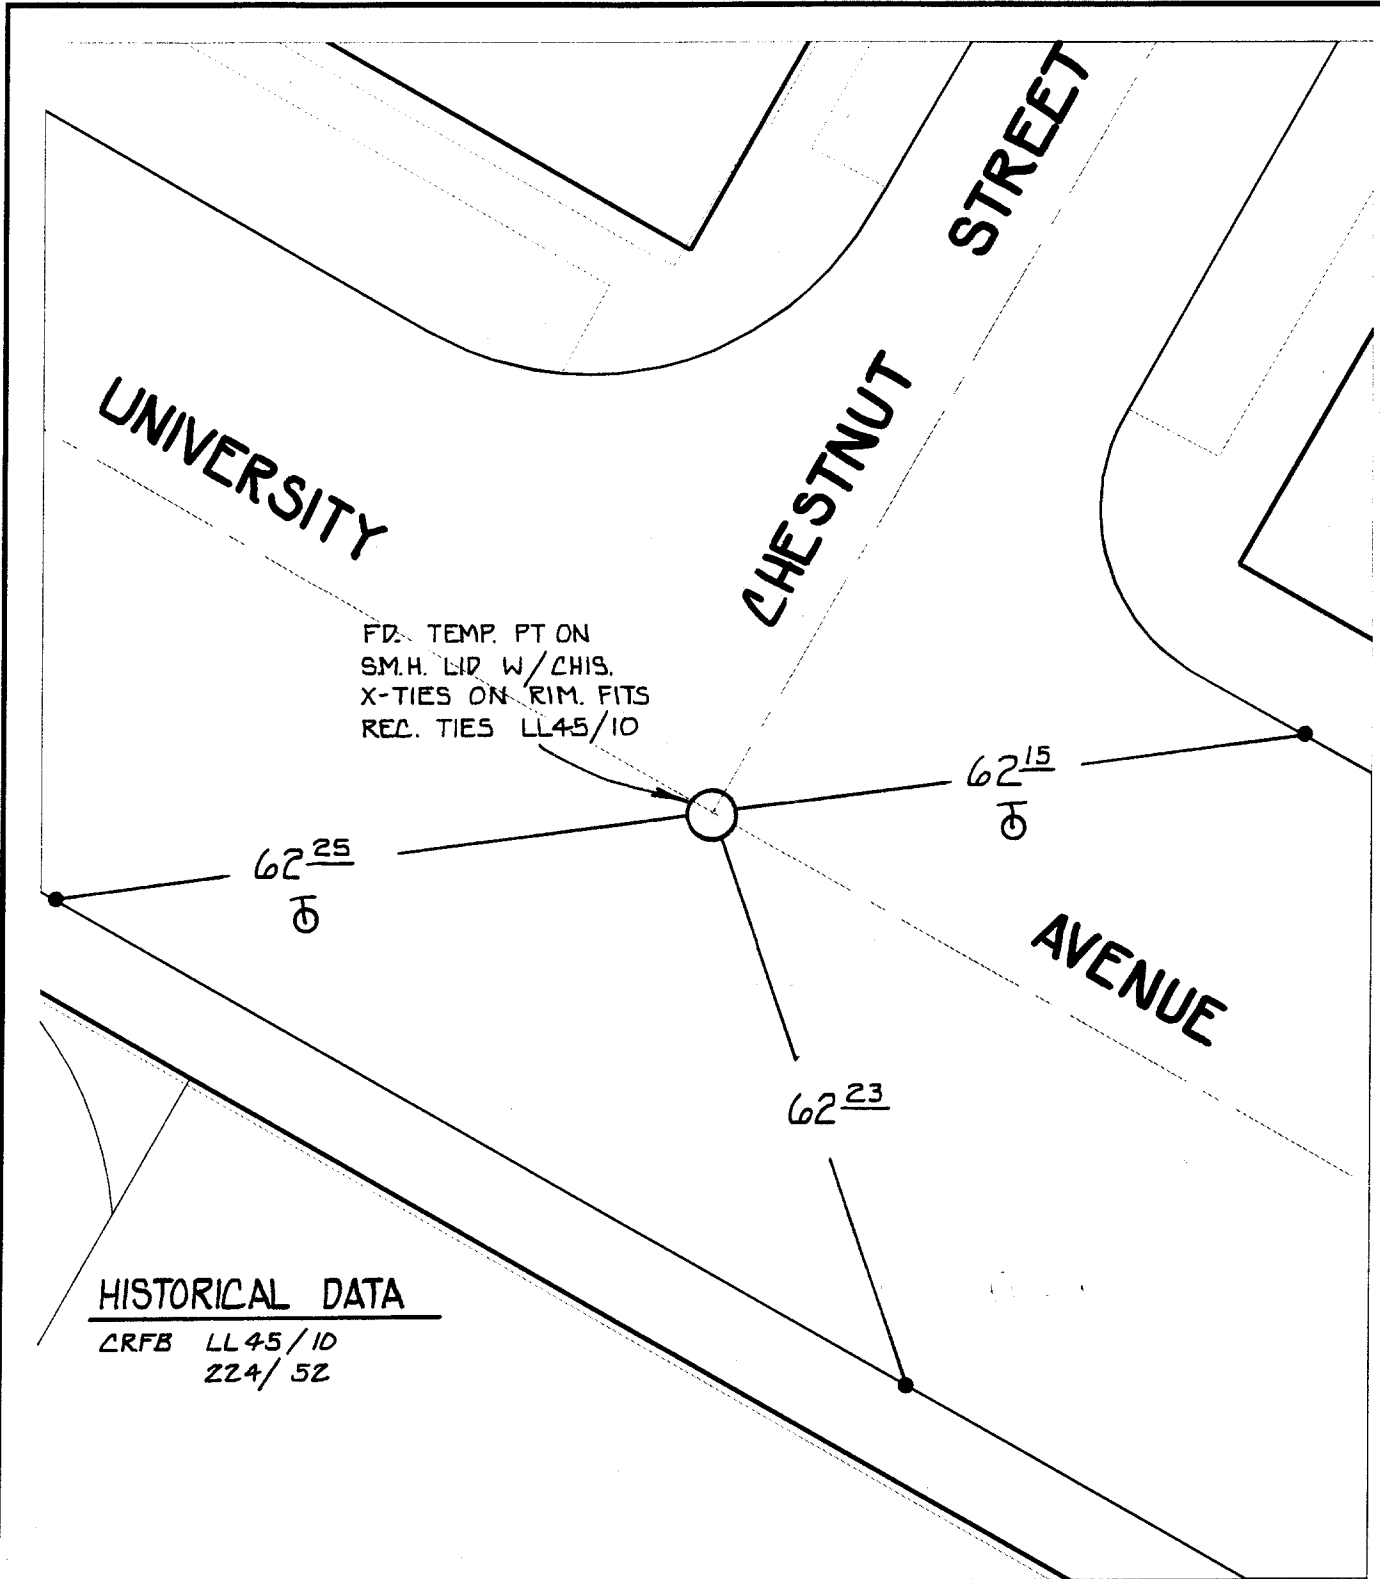 STREET
CHESTNUT
UNIVERSITY
FD. TEMP. PT ON
S.M.H. LID W/CHIS.
X-TIES ON RIM. FITS
REC. TIES LL45/10
62 15
62 25
AVENUE
62 23
HISTORICAL DATA
CRFB LL45/10
224/52